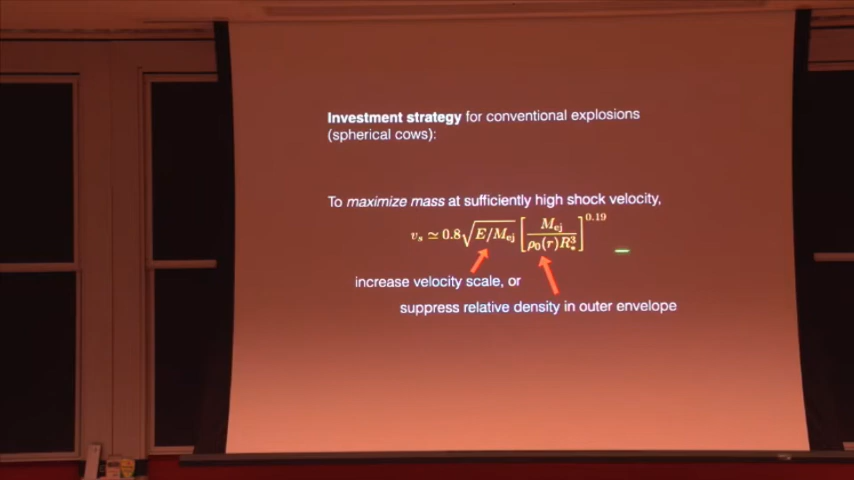 Investment strategy for conventional explosions
(spherical cows):
To maximize mass at sufficiently high shock velocity,
v_s ≃ 0.8√(E/M_ej) [M_ej / ρ_0(r)R_*^3]^0.19
increase velocity scale, or
suppress relative density in outer envelope